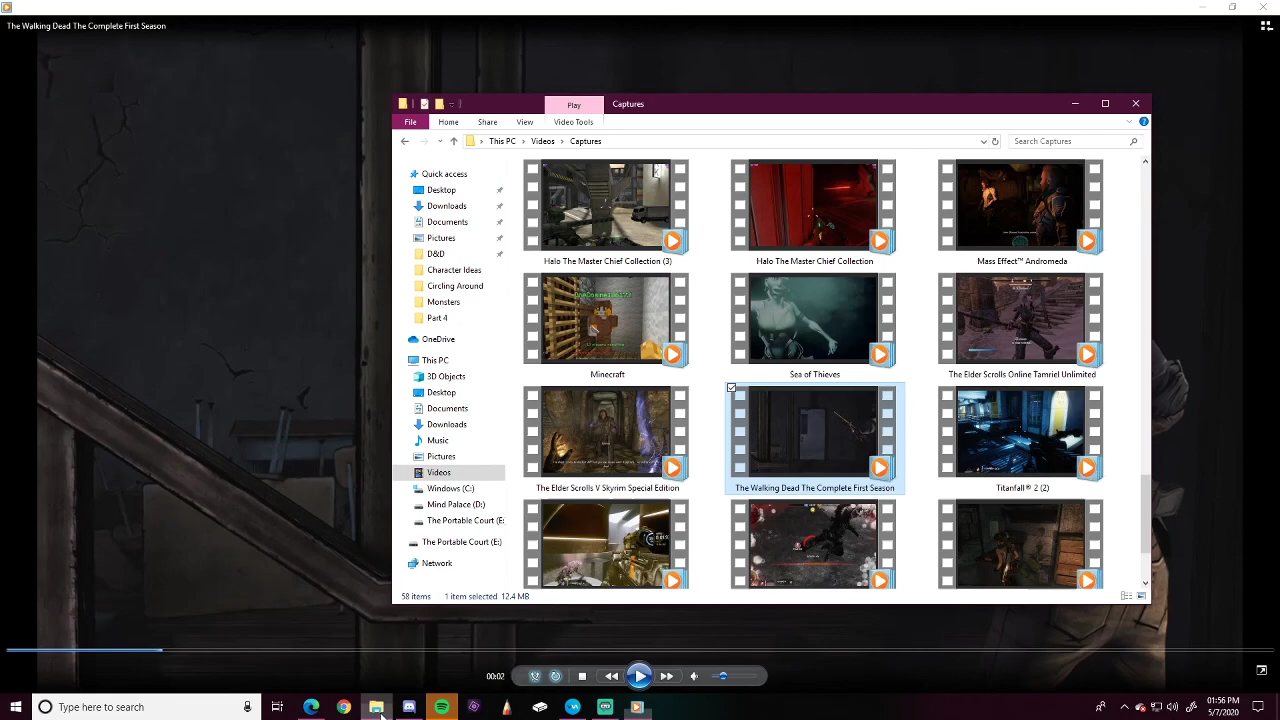 The Walking Dead The Complete First Season
Play
Captures
File
Home
Share
View
Video Tools
This PC
Videos
Captures
Search Captures
Quick access
Desktop
Downloads
Documents
Pictures
D&D
Character Ideas
Circling Around
Monsters
Part 4
OneDrive
This PC
3D Objects
Desktop
Documents
Downloads
Music
Pictures
Videos
Windows (C:)
Mind Palace (D:)
The Portable Court (E:
The Portable Court (E:)
Network
Halo The Master Chief Collection (3)
Halo The Master Chief Collection
Mass Effect™ Andromeda
Minecraft
Sea of Thieves
The Elder Scrolls Online Tamriel Unlimited
The Elder Scrolls V Skyrim Special Edition
The Walking Dead The Complete First Season
Titanfall® 2 (2)
58 items
1 item selected
12.4 MB
00:02
Type here to search
01:56 PM
5/7/2020